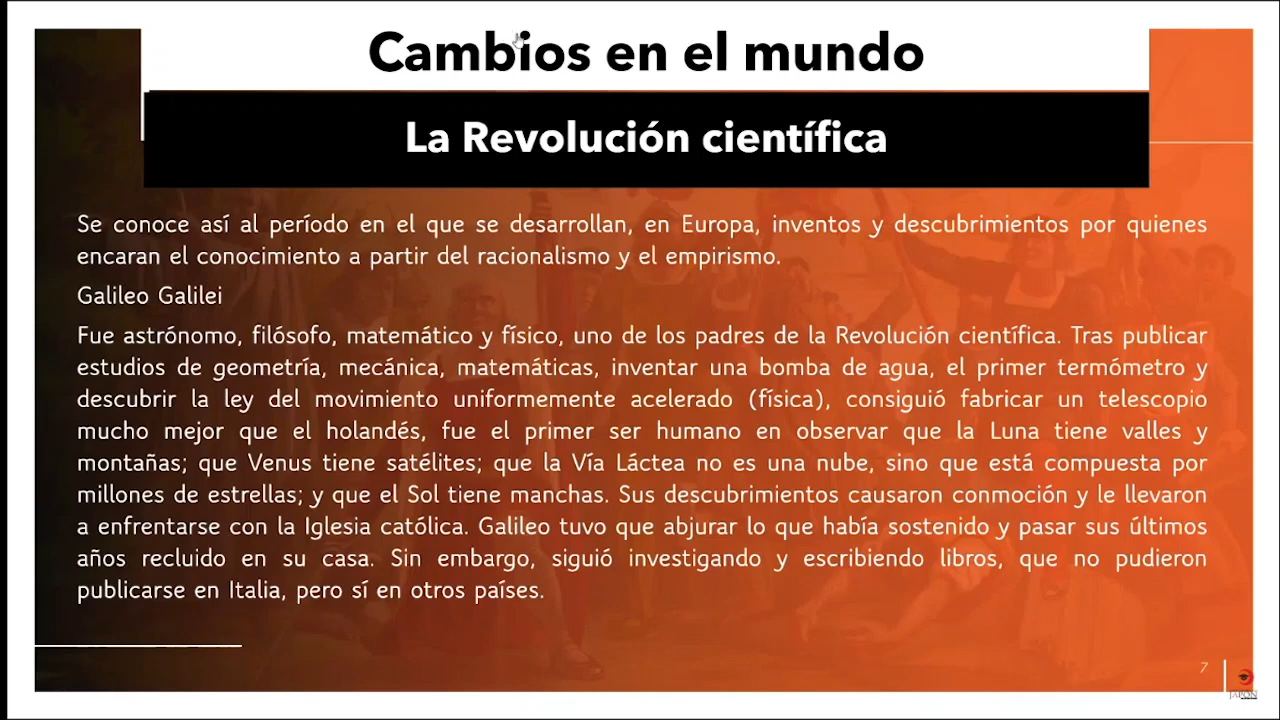 Cambios en el mundo
La Revolución científica
Se conoce así al período en el que se desarrollan, en Europa, inventos y descubrimientos por quienes
encaran el conocimiento a partir del racionalismo y el empirismo.
Galileo Galilei
Fue astrónomo, filósofo, matemático y físico, uno de los padres de la Revolución científica. Tras publicar
estudios de geometría, mecánica, matemáticas, inventar una bomba de agua, el primer termómetro y
descubrir la ley del movimiento uniformemente acelerado (física), consiguió fabricar un telescopio
mucho mejor que el holandés, fue el primer ser humano en observar que la Luna tiene valles y
montañas; que Venus tiene satélites; que la Vía Láctea no es una nube, sino que está compuesta por
millones de estrellas; y que el Sol tiene manchas. Sus descubrimientos causaron conmoción y le llevaron
a enfrentarse con la Iglesia católica. Galileo tuvo que abjurar lo que había sostenido y pasar sus últimos
años recluido en su casa. Sin embargo, siguió investigando y escribiendo libros, que no pudieron
publicarse en Italia, pero sí en otros países.
7
JAPÓN